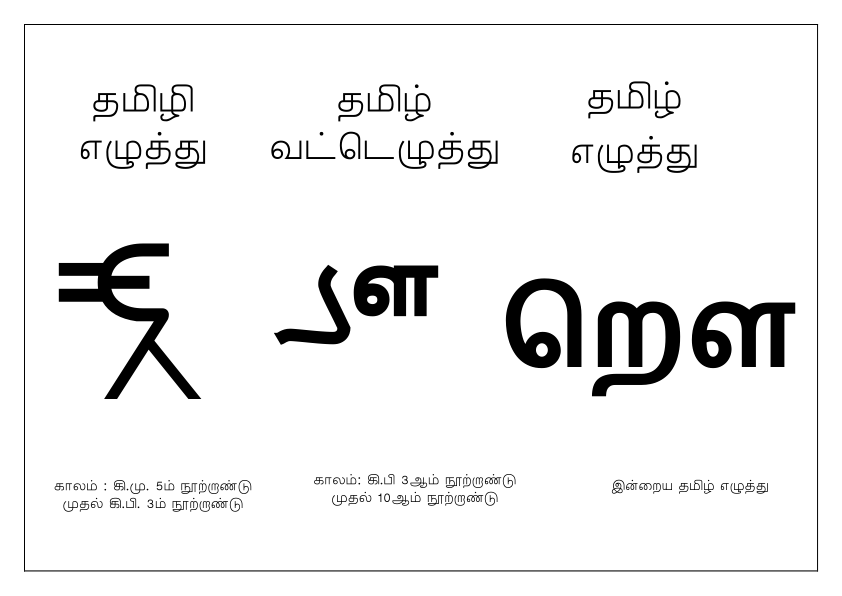 தமிழி
எழுத்து
தமிழ்
வட்டெழுத்து
தமிழ்
எழுத்து
றௌ
காலம் : கி.மு. 5ம் நூற்றாண்டு
முதல் கி.பி. 3ம் நூற்றாண்டு
காலம்: கி.பி 3ஆம் நூற்றாண்டு
முதல் 10ஆம் நூற்றாண்டு
இன்றைய தமிழ் எழுத்து